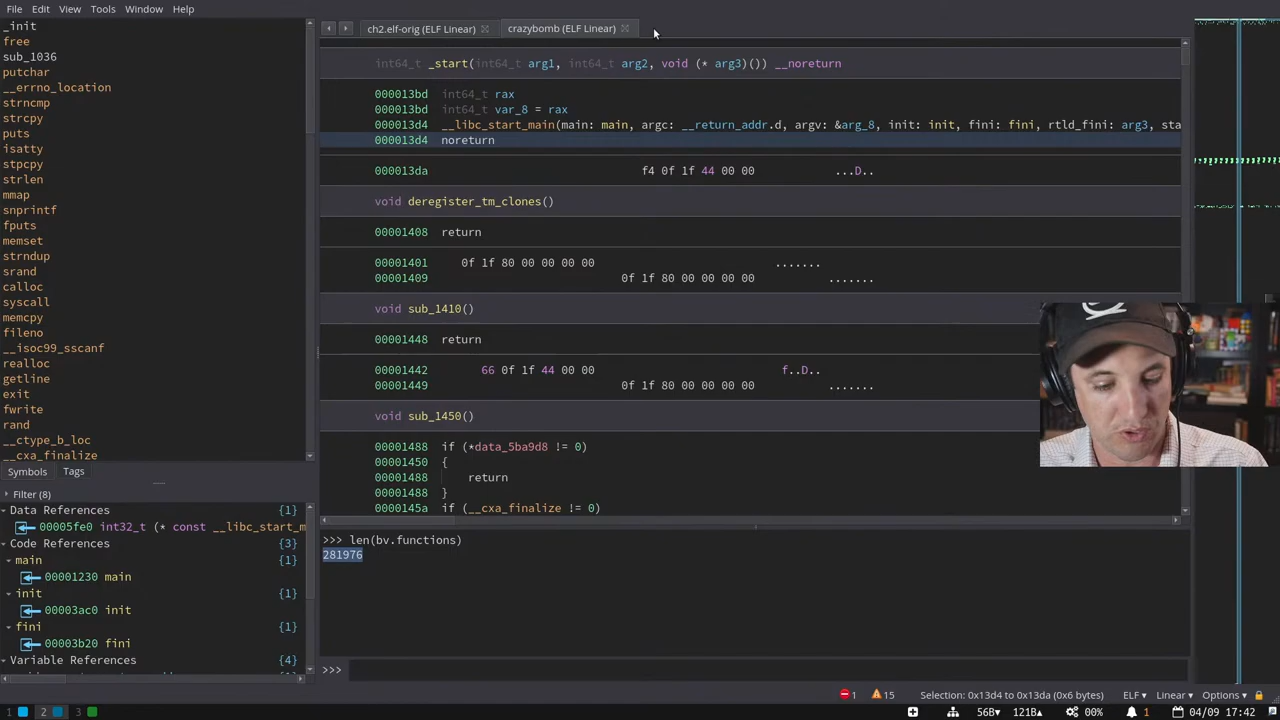 File Edit View Tools Window Help
_init
free
sub_1036
putchar
__errno_location
strncmp
strcpy
puts
isatty
stpcpy
strlen
mmap
snprintf
fputs
memset
strndup
srand
calloc
syscall
memcpy
fileno
__isoc99_sscanf
realloc
getline
exit
fwrite
rand
__ctype_b_loc
__cxa_finalize
Symbols Tags
Filter (8)
Data References {1}
00005fe0 int32_t (* const __libc_start_m
Code References {3}
main {1}
00001230 main
init {1}
00003ac0 init
fini {1}
00003b20 fini
Variable References {4}
ch2.elf-orig (ELF Linear) crazybomb (ELF Linear)
int64_t _start(int64_t arg1, int64_t arg2, void (* arg3)()) __noreturn
000013bd int64_t rax
000013bd int64_t var_8 = rax
000013d4 __libc_start_main(main: main, argc: __return_addr.d, argv: &arg_8, init: init, fini: fini, rtld_fini: arg3, sta
000013d4 noreturn
000013da f4 0f 1f 44 00 00 ...D..
void deregister_tm_clones()
00001408 return
00001401 0f 1f 80 00 00 00 00 .......
00001409 0f 1f 80 00 00 00 00 .......
void sub_1410()
00001448 return
00001442 66 0f 1f 44 00 00 f..D..
00001449 0f 1f 80 00 00 00 00 .......
void sub_1450()
00001488 if (*data_5ba9d8 != 0)
00001450 {
00001488 return
00001488 }
0000145a if (__cxa_finalize != 0)
>>> len(bv.functions)
281976
>>>
1 15 Selection: 0x13d4 to 0x13da (0x6 bytes) ELF Linear Options
1 2 3 56B 121B 00% 1 04/09 17:42